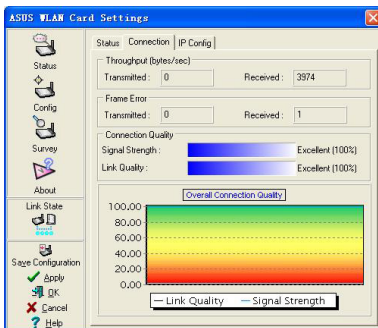 ASUS WLAN Card Settings
Status
Config
Survey
About
Link State
Save Configuration
Apply
OK
Cancel
Help
Status Connection IP Config
Throughput (bytes/sec)
Transmitted : 0 Received : 3974
Frame Error
Transmitted : 0 Received : 1
Connection Quality
Signal Strength : Excellent (100%)
Link Quality : Excellent (100%)
Overall Connection Quality
100.00
80.00
60.00
40.00
20.00
0.00
Link Quality Signal Strength